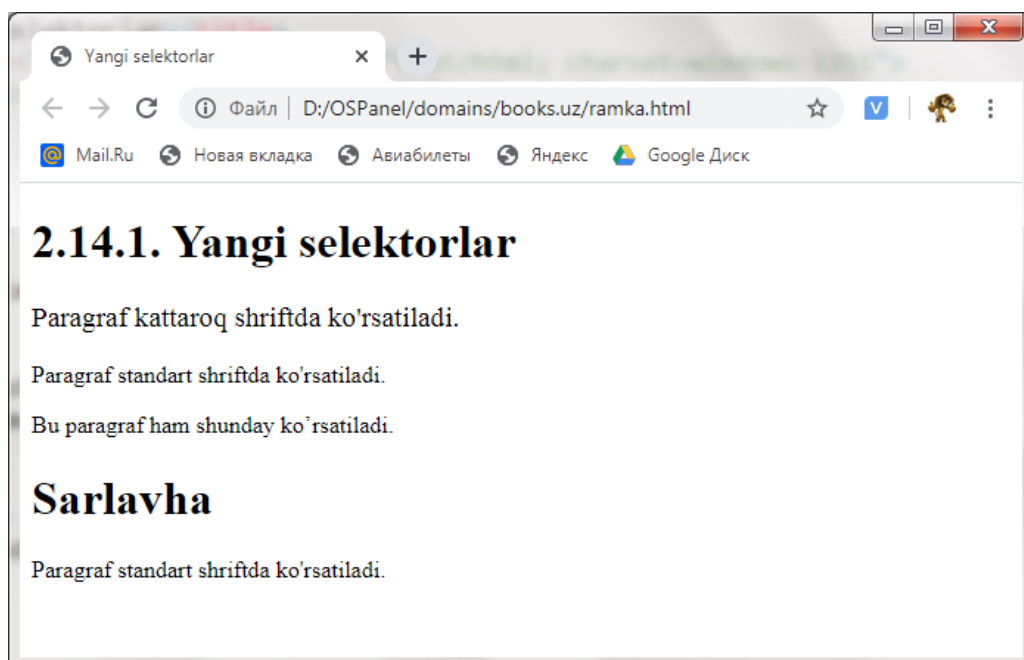 Yangi selektorlar
Файл D:/OSPanel/domains/books.uz/ramka.html V
@ Mail.Ru Новая вкладка Авиабилеты Яндекс Google Диск
2.14.1. Yangi selektorlar
Paragraf kattaroq shriftda ko'rsatiladi.
Paragraf standart shriftda ko'rsatiladi.
Bu paragraf ham shunday ko’rsatiladi.
Sarlavha
Paragraf standart shriftda ko'rsatiladi.